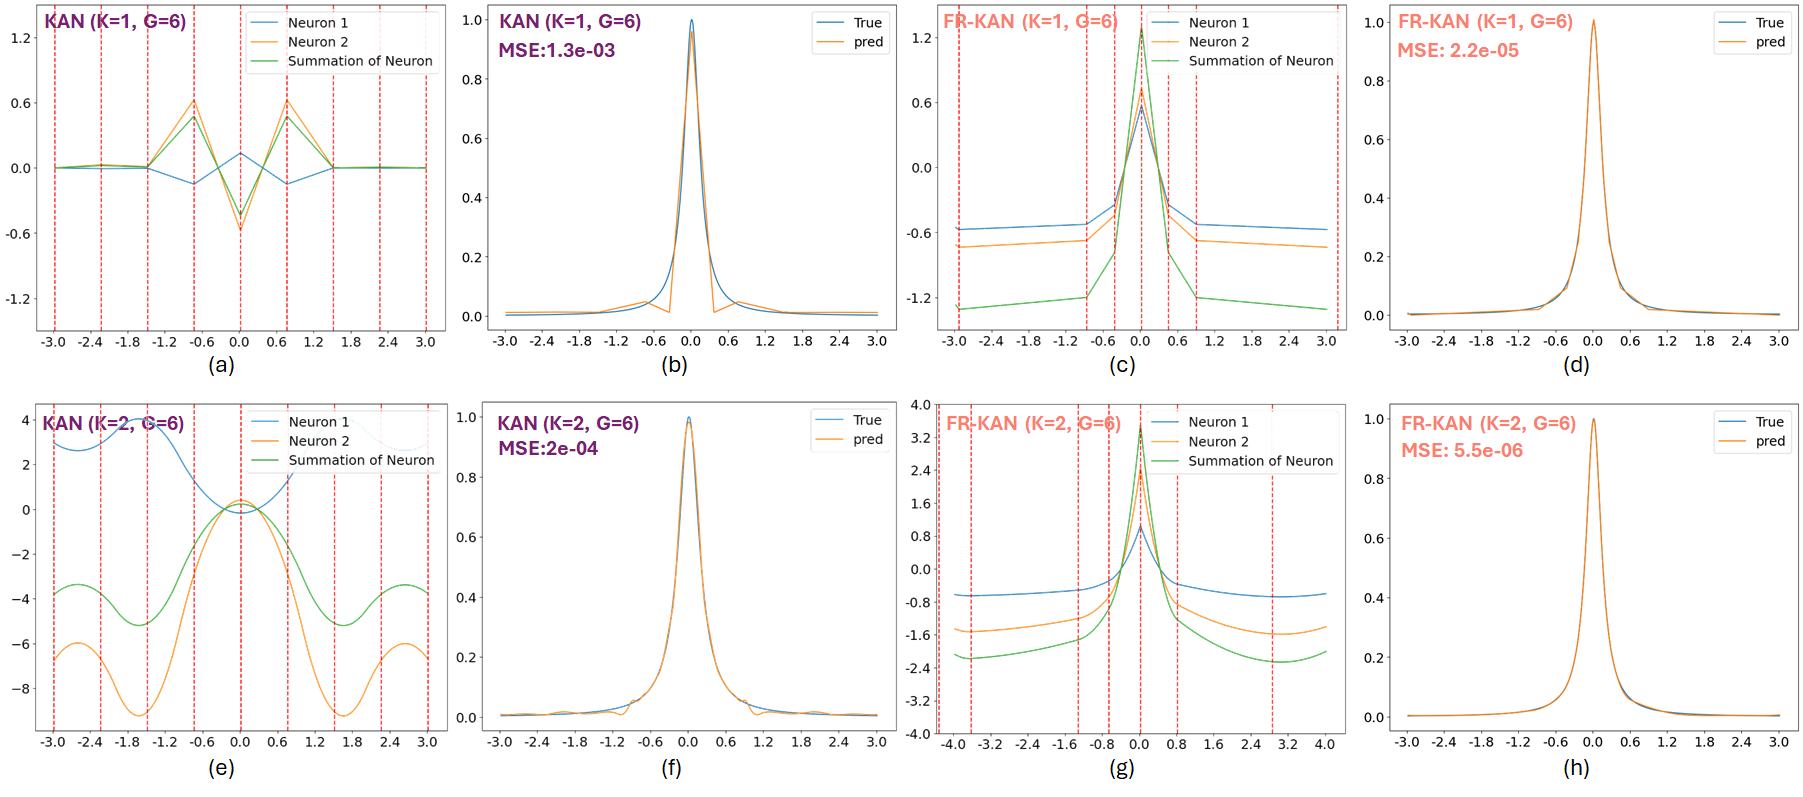 KAN (K=1, G=6)
Neuron 1
Neuron 2
Summation of Neuron
1.2
0.6
0.0
-0.6
-1.2
-3.0 -2.4 -1.8 -1.2 -0.6 0.0 0.6 1.2 1.8 2.4 3.0
(a)
KAN (K=1, G=6)
MSE:1.3e-03
True
pred
1.0
0.8
0.6
0.4
0.2
0.0
-3.0 -2.4 -1.8 -1.2 -0.6 0.0 0.6 1.2 1.8 2.4 3.0
(b)
FR-KAN (K=1, G=6)
Neuron 1
Neuron 2
Summation of Neuron
1.2
0.6
0.0
-0.6
-1.2
-3.0 -2.4 -1.8 -1.2 -0.6 0.0 0.6 1.2 1.8 2.4 3.0
(c)
FR-KAN (K=1, G=6)
MSE: 2.2e-05
True
pred
1.0
0.8
0.6
0.4
0.2
0.0
-3.0 -2.4 -1.8 -1.2 -0.6 0.0 0.6 1.2 1.8 2.4 3.0
(d)
KAN (K=2, G=6)
Neuron 1
Neuron 2
Summation of Neuron
4
2
0
−2
−4
−6
−8
-3.0 -2.4 -1.8 -1.2 -0.6 0.0 0.6 1.2 1.8 2.4 3.0
(e)
KAN (K=2, G=6)
MSE:2e-04
True
pred
1.0
0.8
0.6
0.4
0.2
0.0
-3.0 -2.4 -1.8 -1.2 -0.6 0.0 0.6 1.2 1.8 2.4 3.0
(f)
FR-KAN (K=2, G=6)
Neuron 1
Neuron 2
Summation of Neuron
4.0
3.2
2.4
1.6
0.8
0.0
-0.8
-1.6
-2.4
-3.2
-4.0
-4.0 -3.2 -2.4 -1.6 -0.8 0.0 0.8 1.6 2.4 3.2 4.0
(g)
FR-KAN (K=2, G=6)
MSE: 5.5e-06
True
pred
1.0
0.8
0.6
0.4
0.2
0.0
-3.0 -2.4 -1.8 -1.2 -0.6 0.0 0.6 1.2 1.8 2.4 3.0
(h)